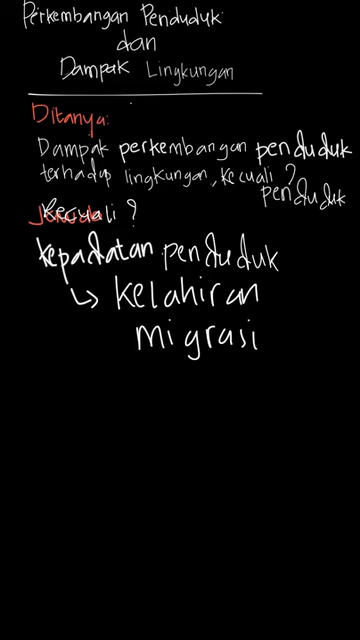 Perkembangan Penduduk
dan
Dampak Lingkungan
Ditanya:
Dampak perkembangan penduduk
terhadap lingkungan, kecuali?
penduduk
Kecuali?
kepadatan penduduk
↳ kelahiran
migrasi